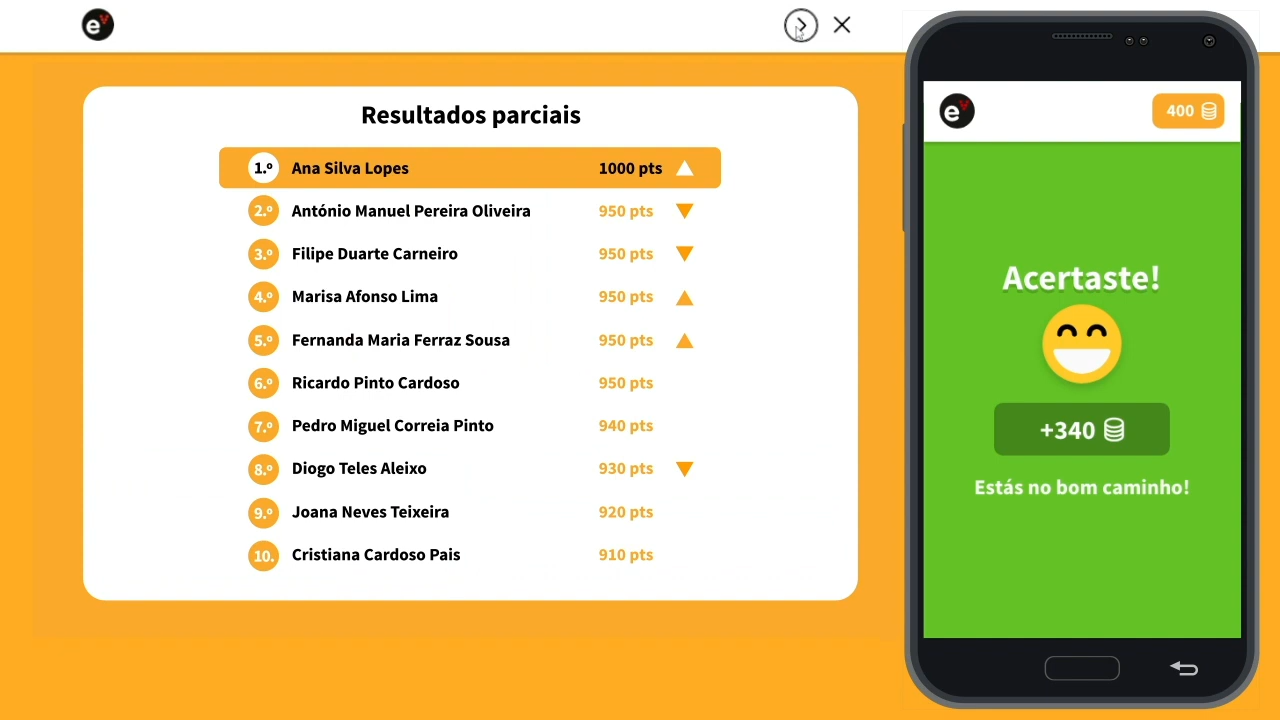 ev
Resultados parciais
1.º Ana Silva Lopes 1000 pts
2.º António Manuel Pereira Oliveira 950 pts
3.º Filipe Duarte Carneiro 950 pts
4.º Marisa Afonso Lima 950 pts
5.º Fernanda Maria Ferraz Sousa 950 pts
6.º Ricardo Pinto Cardoso 950 pts
7.º Pedro Miguel Correia Pinto 940 pts
8.º Diogo Teles Aleixo 930 pts
9.º Joana Neves Teixeira 920 pts
10. Cristiana Cardoso Pais 910 pts
ev
400
Acertaste!
+340
Estás no bom caminho!